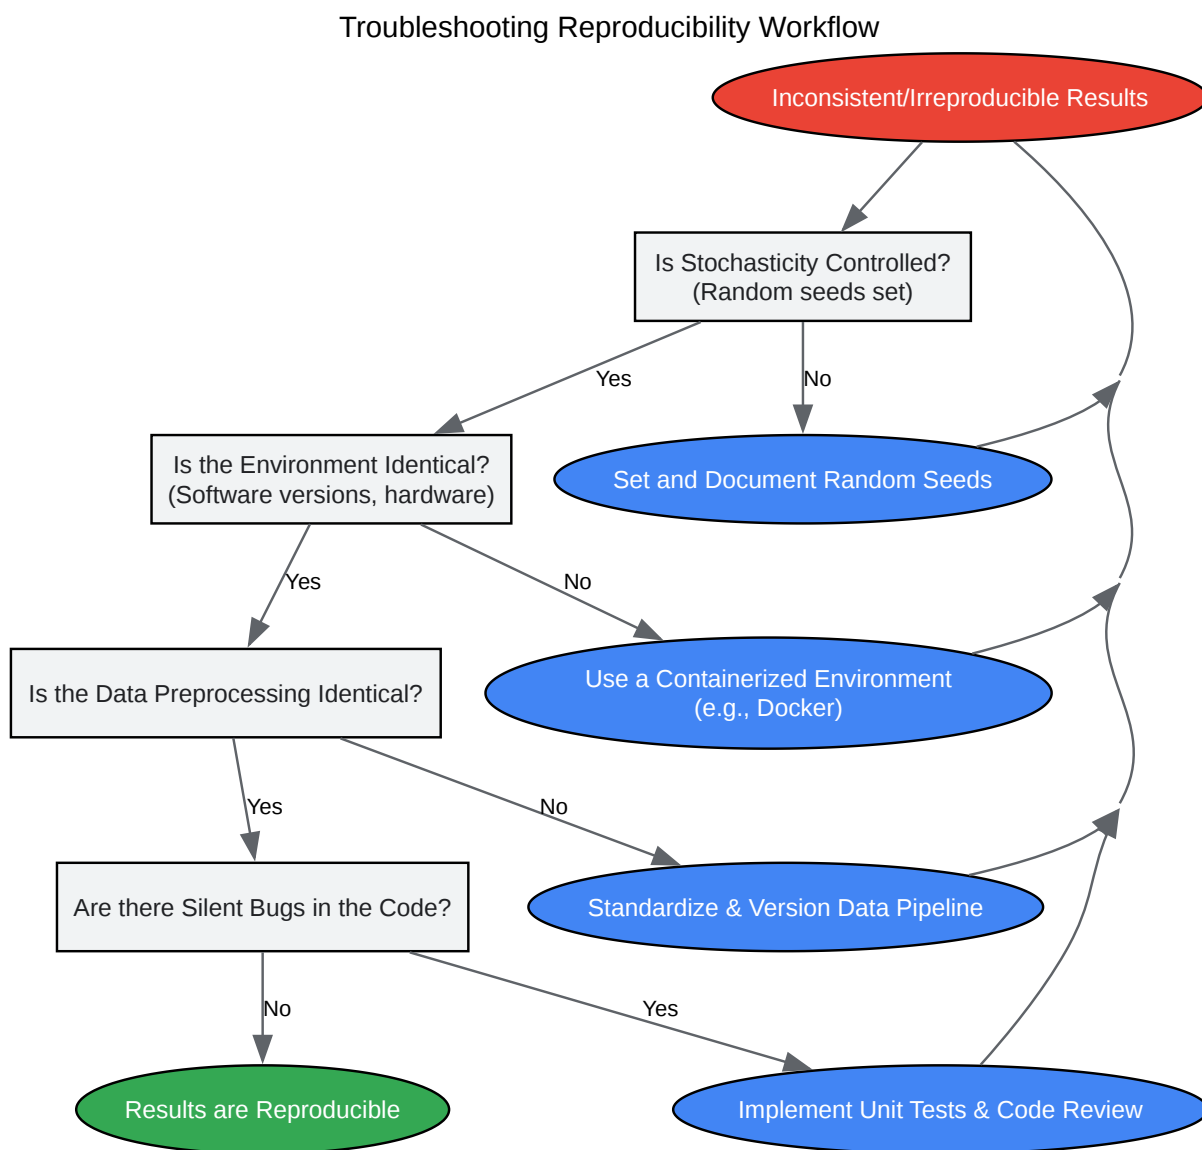 Troubleshooting Reproducibility Workflow
Inconsistent/Irreproducible Results
Is Stochasticity Controlled?
(Random seeds set)
Yes
No
Is the Environment Identical?
(Software versions, hardware)
Set and Document Random Seeds
Yes
No
Is the Data Preprocessing Identical?
Use a Containerized Environment
(e.g., Docker)
Yes
No
Are there Silent Bugs in the Code?
Standardize & Version Data Pipeline
No
Yes
Results are Reproducible
Implement Unit Tests & Code Review